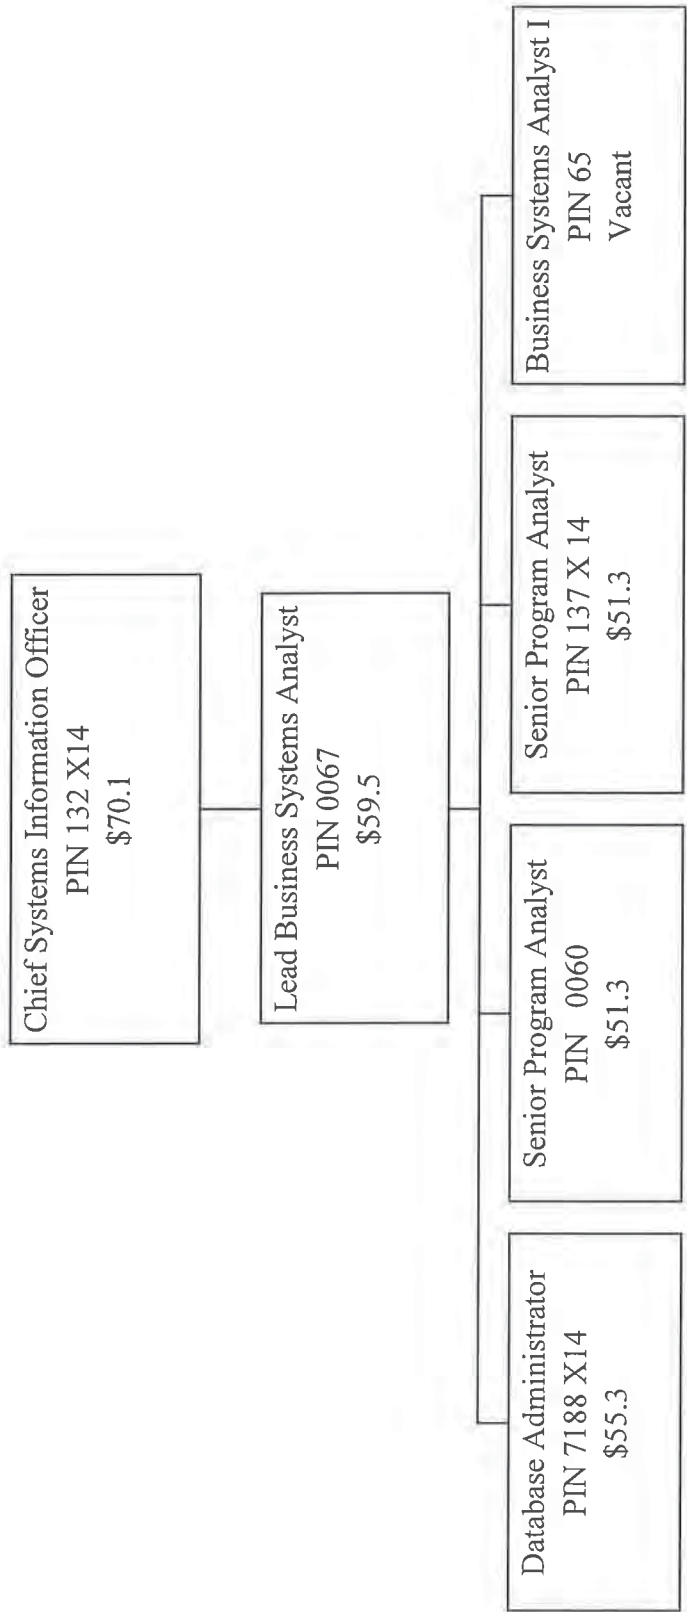 Chief Systems Information Officer
PIN 132 X14
$70.1
Lead Business Systems Analyst
PIN 0067
$59.5
Database Administrator
PIN 7188 X14
$55.3
Senior Program Analyst
PIN 0060
$51.3
Senior Program Analyst
PIN 137 X 14
$51.3
Business Systems Analyst I
PIN 65
Vacant